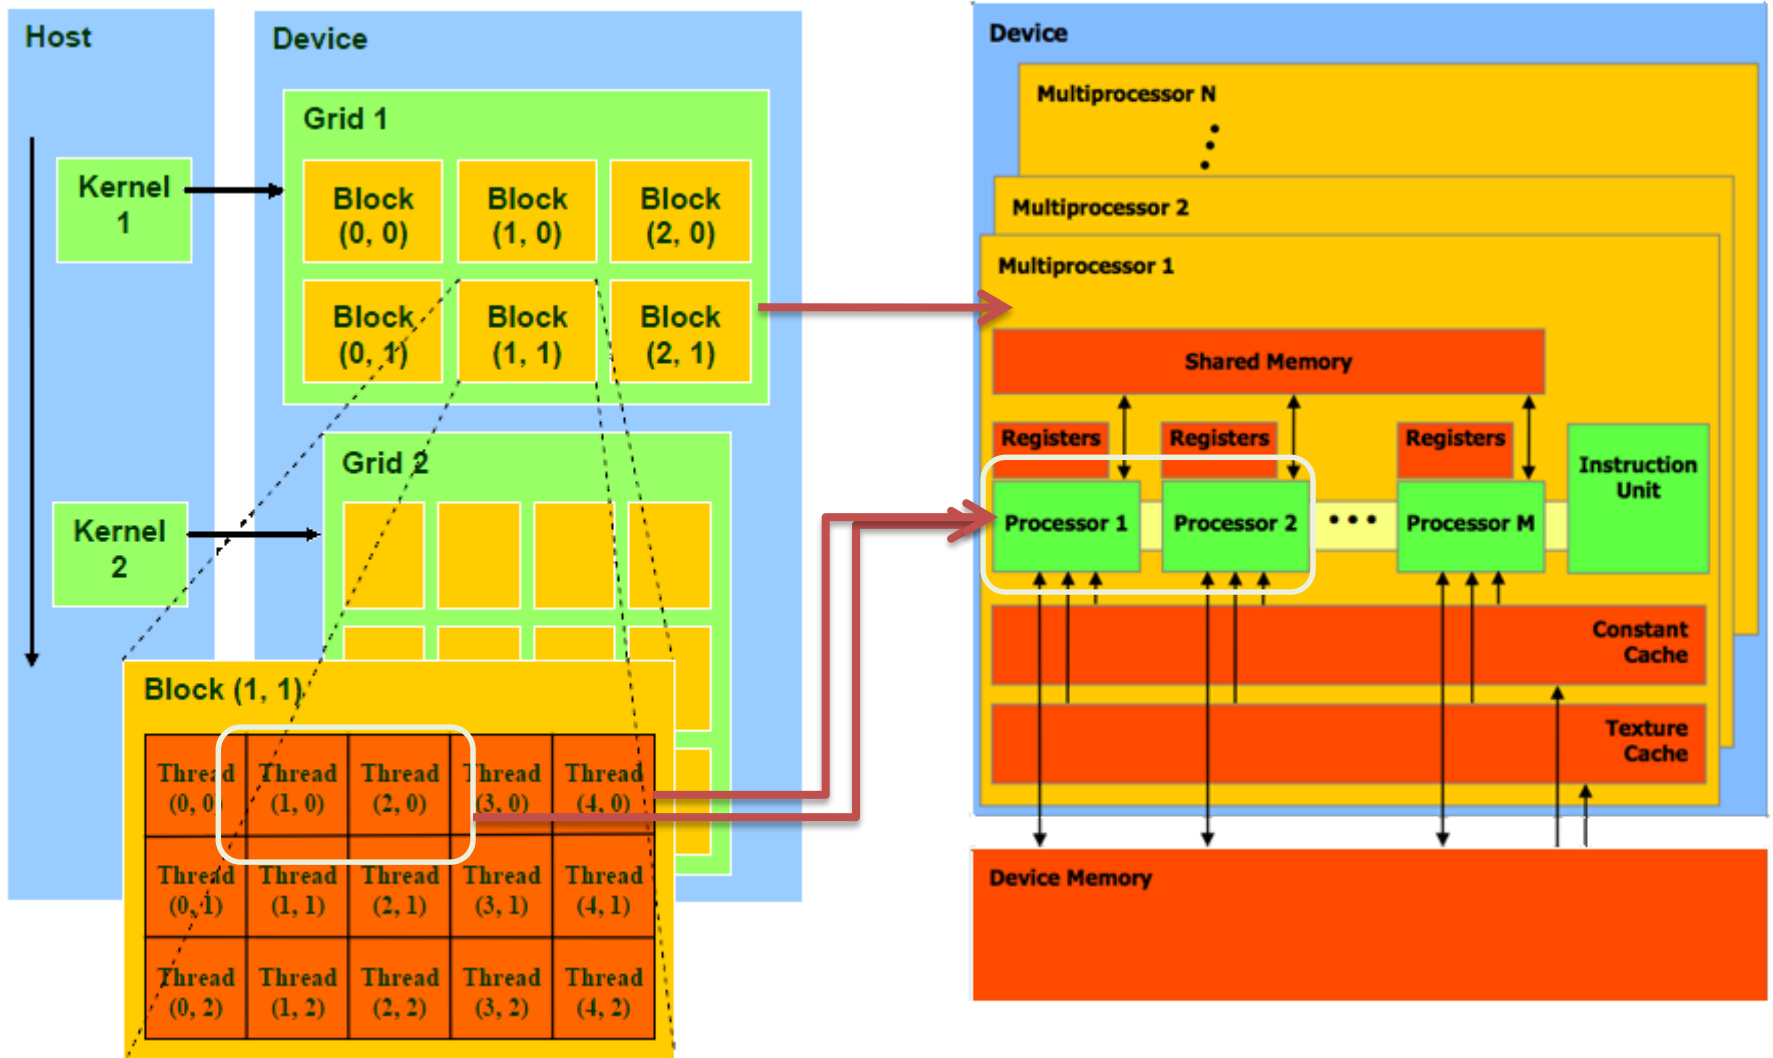 Host
Kernel
1
Kernel
2
Device
Grid 1
Block
(0, 0)
Block
(1, 0)
Block
(2, 0)
Block
(0, 1)
Block
(1, 1)
Block
(2, 1)
Grid 2
Block (1, 1)
Thread
(0, 0)
Thread
(1, 0)
Thread
(2, 0)
Thread
(3, 0)
Thread
(4, 0)
Thread
(0, 1)
Thread
(1, 1)
Thread
(2, 1)
Thread
(3, 1)
Thread
(4, 1)
Thread
(0, 2)
Thread
(1, 2)
Thread
(2, 2)
Thread
(3, 2)
Thread
(4, 2)
Device
Multiprocessor N
Multiprocessor 2
Multiprocessor 1
Shared Memory
Registers
Registers
Registers
Processor 1
Processor 2
Processor M
Instruction
Unit
Constant
Cache
Texture
Cache
Device Memory